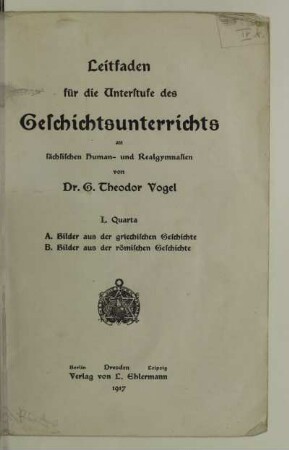 Leitfaden
für die Unterstufe des
Geschichtsunterrichts
an
sächsischen Human- und Realgymnasien
von
Dr. G. Theodor Vogel
I. Quarta
A. Bilder aus der griechischen Geschichte
B. Bilder aus der römischen Geschichte
Berlin Dresden Leipzig
Verlag von L. Ehlermann
1917